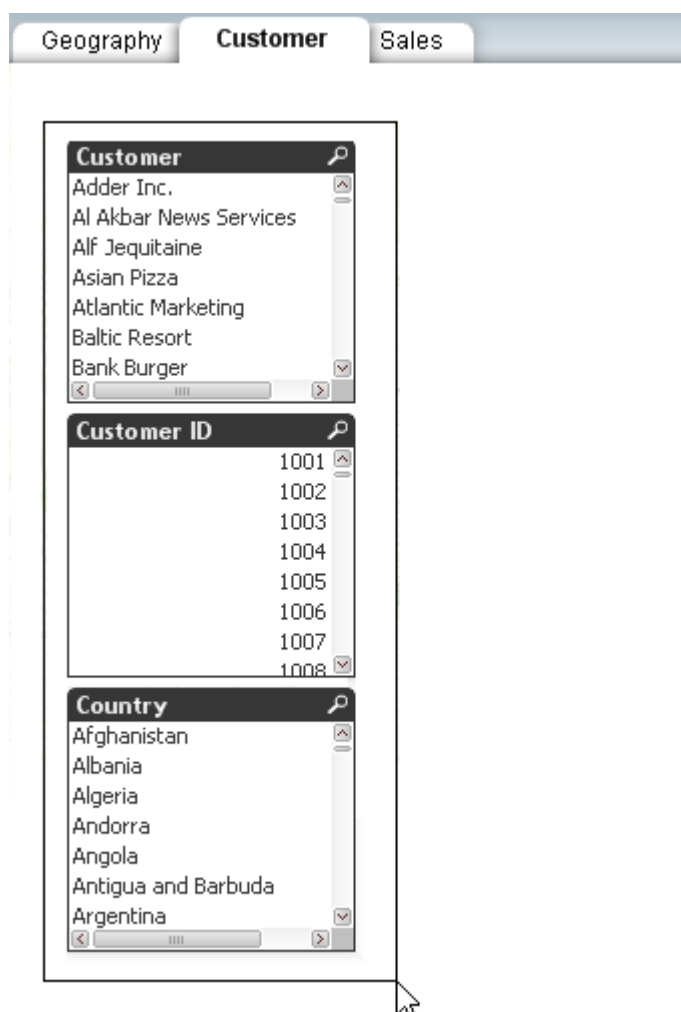 Geography Customer Sales
Customer
Adder Inc.
Al Akbar News Services
Alf Jequitaine
Asian Pizza
Atlantic Marketing
Baltic Resort
Bank Burger
Customer ID
1001
1002
1003
1004
1005
1006
1007
1008
Country
Afghanistan
Albania
Algeria
Andorra
Angola
Antigua and Barbuda
Argentina